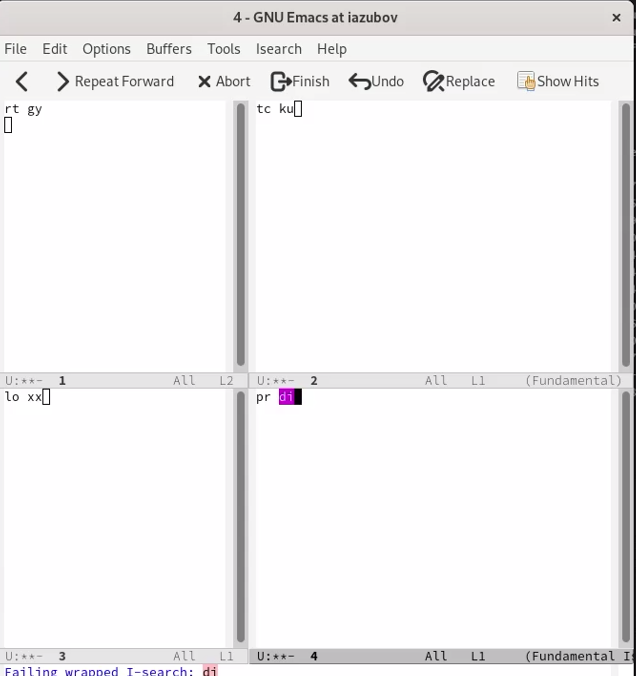 4 - GNU Emacs at iazubov ×
File Edit Options Buffers Tools Isearch Help
Repeat Forward Abort Finish Undo Replace Show Hits
rt gy
tc ku
U:**- 1 All L2
U:**- 2 All L1 (Fundamental)
lo xx
pr di
U:**- 3 All L1
U:**- 4 All L1 (Fundamental I
Failing wrapped I-search: di